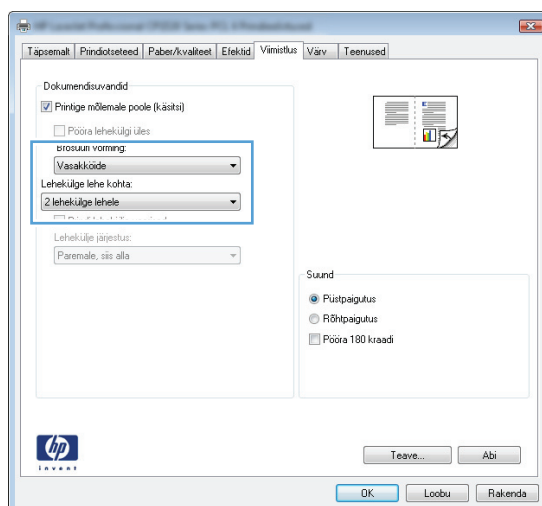 Täpsemalt Prindiotseteed Paber/kvaliteet Efektid Viimistlus Värv Teenused
Dokumendisuvandid
Printige mõlemale poole (käsitsi)
Pööra lehekülgi üles
Brošüüri vorming:
Vasakköide
Lehekülge lehe kohta:
2 lehekülge lehele
Lehekülje järjestus:
Paremale, siis alla
Suund
Püstpaigutus
Rõhtpaigutus
Pööra 180 kraadi
hp
invent
Teave... Abi
OK Loobu Rakenda